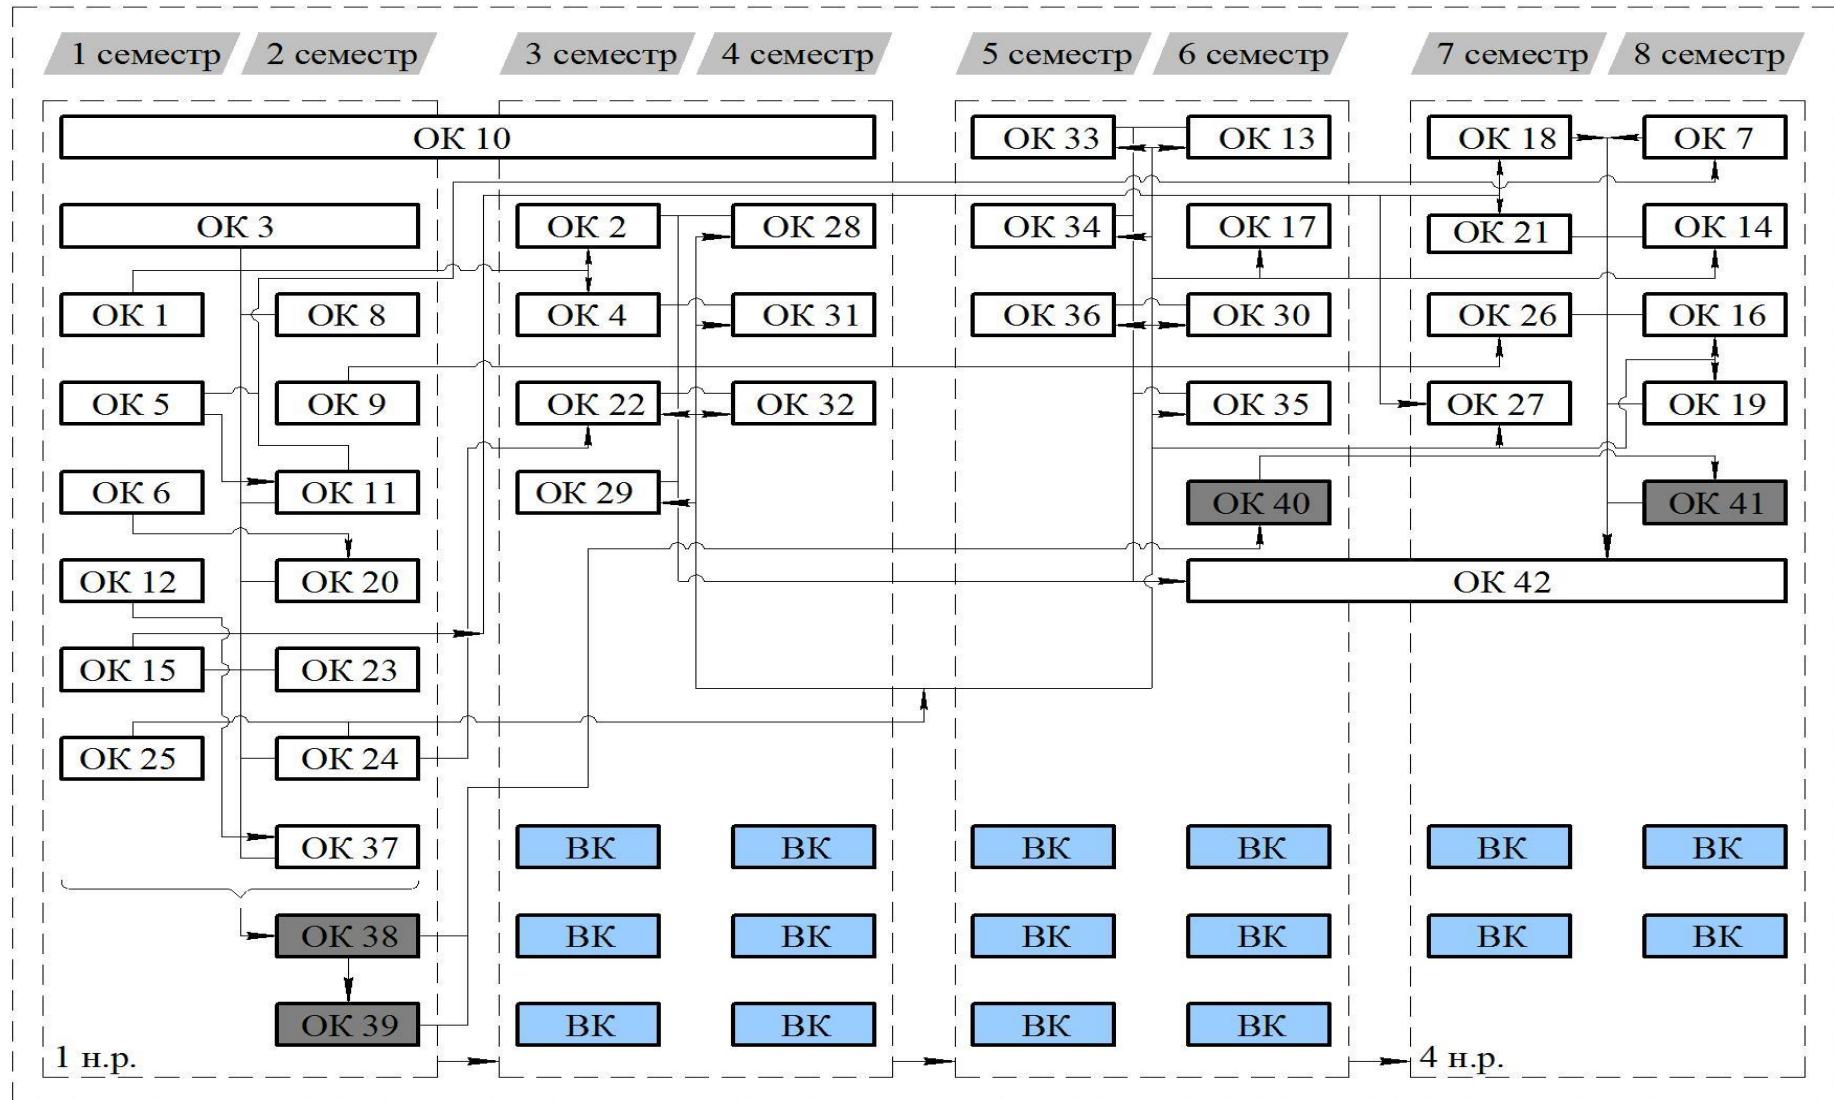 1 семестр 2 семестр 3 семестр 4 семестр 5 семестр 6 семестр 7 семестр 8 семестр
ОК 10 ОК 33 ОК 13 ОК 18 ОК 7
ОК 3 ОК 2 ОК 28 ОК 34 ОК 17 ОК 21 ОК 14
ОК 1 ОК 8 ОК 4 ОК 31 ОК 36 ОК 30 ОК 26 ОК 16
ОК 5 ОК 9 ОК 22 ОК 32 ОК 35 ОК 27 ОК 19
ОК 6 ОК 11 ОК 29 ОК 40 ОК 41
ОК 12 ОК 20 ОК 42
ОК 15 ОК 23
ОК 25 ОК 24
ОК 37 ВК ВК ВК ВК ВК ВК
ОК 38 ВК ВК ВК ВК ВК ВК
ОК 39 ВК ВК ВК ВК
1 н.р. 4 н.р.